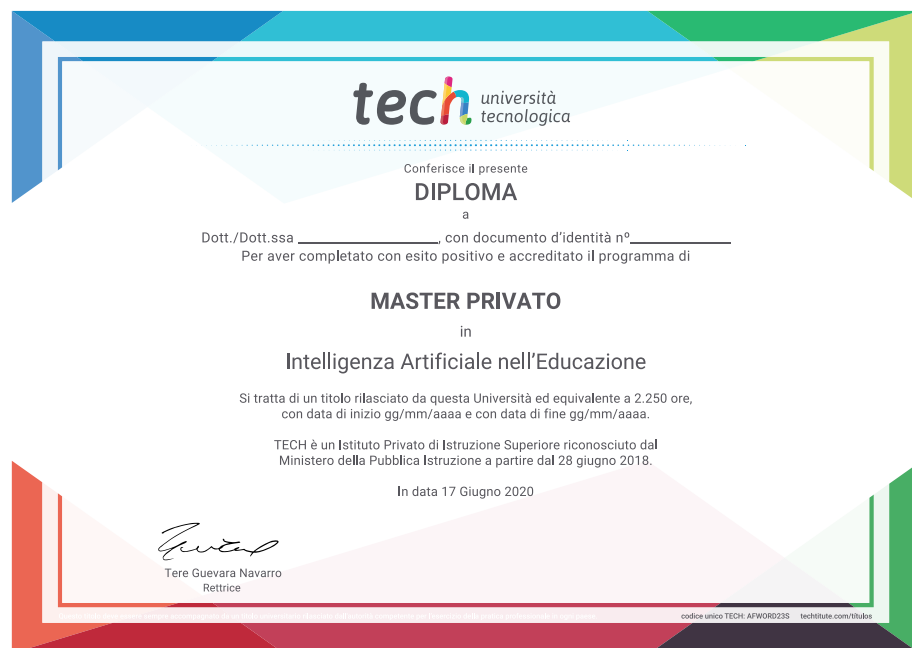 tech università
tecnologica
Conferisce il presente
DIPLOMA
a
Dott./Dott.ssa ____________________, con documento d'identità nº______________
Per aver completato con esito positivo e accreditato il programma di
MASTER PRIVATO
in
Intelligenza Artificiale nell'Educazione
Si tratta di un titolo rilasciato da questa Università ed equivalente a 2.250 ore,
con data di inizio gg/mm/aaaa e con data di fine gg/mm/aaaa.
TECH è un Istituto Privato di Istruzione Superiore riconosciuto dal
Ministero della Pubblica Istruzione a partire dal 28 giugno 2018.
In data 17 Giugno 2020
Tere Guevara Navarro
Rettrice
codice unico TECH: AFWORD23S techtitute.com/titulos